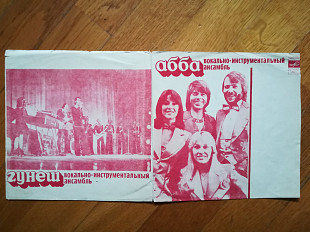 гунеш
вокально-инструментальный
ансамбль
абба
вокально-инструментальный
ансамбль